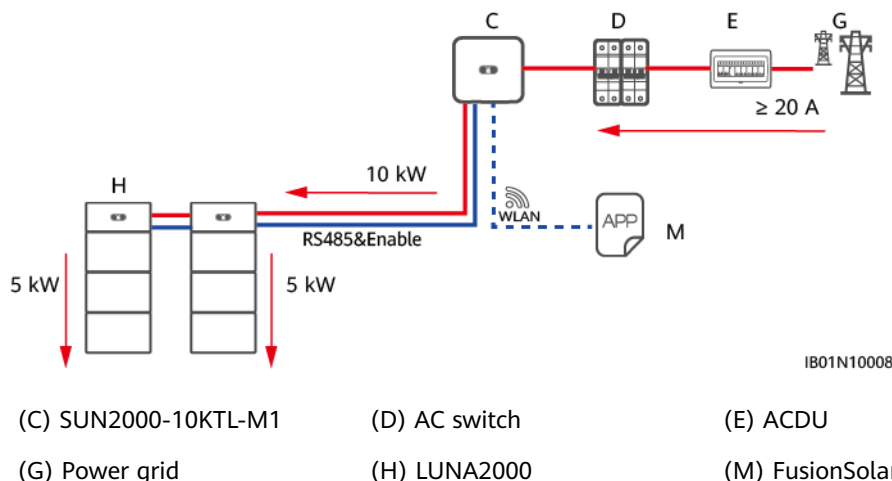 C D E G
≥ 20 A
10 kW
H
WLAN
APP
M
RS485&Enable
5 kW 5 kW
IB01N10008
(C) SUN2000-10KTL-M1 (D) AC switch (E) ACDU
(G) Power grid (H) LUNA2000 (M) FusionSolar